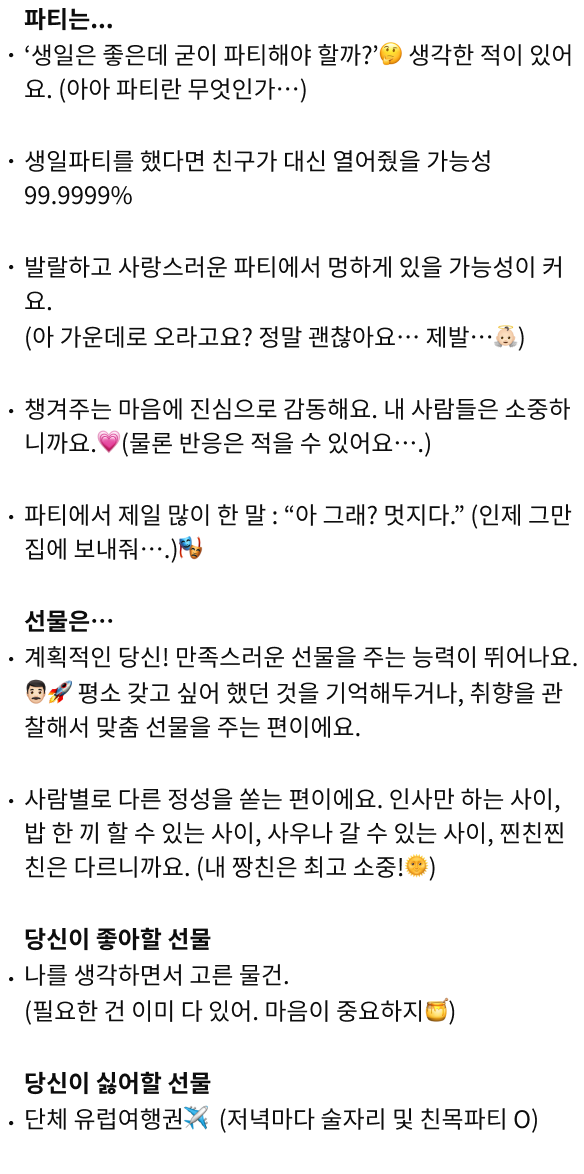 파티는...
• ‘생일은 좋은데 굳이 파티해야 할까?’🤔 생각한 적이 있어
요. (아아 파티란 무엇인가…)
• 생일파티를 했다면 친구가 대신 열어줬을 가능성
99.9999%
• 발랄하고 사랑스러운 파티에서 멍하게 있을 가능성이 커
요.
(아 가운데로 오라고요? 정말 괜찮아요… 제발…👼🏻)
• 챙겨주는 마음에 진심으로 감동해요. 내 사람들은 소중하
니까요.💗(물론 반응은 적을 수 있어요….)
• 파티에서 제일 많이 한 말 : “아 그래? 멋지다.” (인제 그만
집에 보내줘….)🎭
선물은…
• 계획적인 당신! 만족스러운 선물을 주는 능력이 뛰어나요.
👨🏻🚀 평소 갖고 싶어 했던 것을 기억해두거나, 취향을 관
찰해서 맞춤 선물을 주는 편이에요.
• 사람별로 다른 정성을 쏟는 편이에요. 인사만 하는 사이,
밥 한 끼 할 수 있는 사이, 사우나 갈 수 있는 사이, 찐친찐
친은 다르니까요. (내 짱친은 최고 소중!🌞)
당신이 좋아할 선물
• 나를 생각하면서 고른 물건.
(필요한 건 이미 다 있어. 마음이 중요하지🍯)
당신이 싫어할 선물
• 단체 유럽여행권✈️ (저녁마다 술자리 및 친목파티 O)